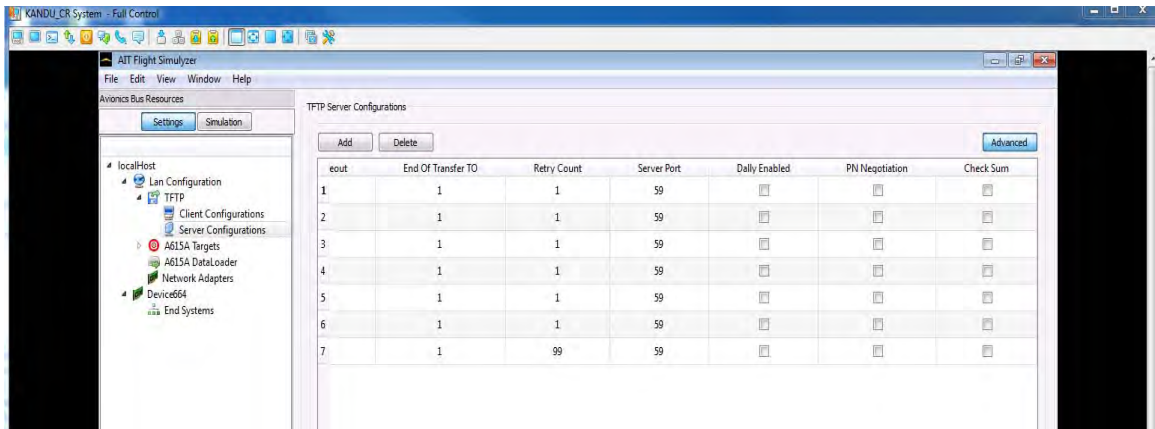 KANDU_CR System - Full Control
AIT Flight Simulyzer
File Edit View Window Help
Avionics Bus Resources
Settings Simulation
localHost
Lan Configuration
TFTP
Client Configurations
Server Configurations
A615A Targets
A615A DataLoader
Network Adapters
Device664
End Systems
TFTP Server Configurations
Add Delete Advanced
eout End Of Transfer TO Retry Count Server Port Dally Enabled PN Negotiation Check Sum
1 1 1 59
2 1 1 59
3 1 1 59
4 1 1 59
5 1 1 59
6 1 1 59
7 1 99 59